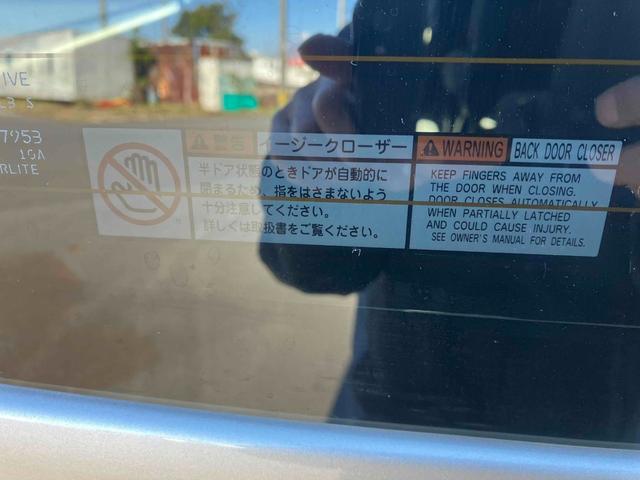 IVE
7953
10A
RLITE
警告 イージークローザー
半ドア状態のときドアが自動的に
閉まるため、指をはさまないよう
十分注意してください。
詳しくは取扱書をご覧ください。
WARNING BACK DOOR CLOSER
KEEP FINGERS AWAY FROM
THE DOOR WHEN CLOSING.
DOOR CLOSES AUTOMATICALLY
WHEN PARTIALLY LATCHED
AND COULD CAUSE INJURY.
SEE OWNER'S MANUAL FOR DETAILS.